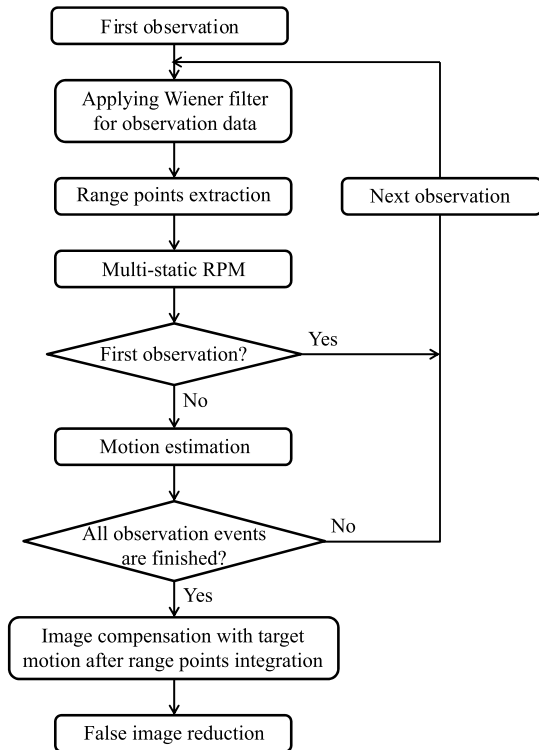 First observation
Applying Wiener filter
for observation data
Range points extraction
Next observation
Multi-static RPM
First observation?
Yes
No
Motion estimation
All observation events
are finished?
No
Yes
Image compensation with target
motion after range points integration
False image reduction